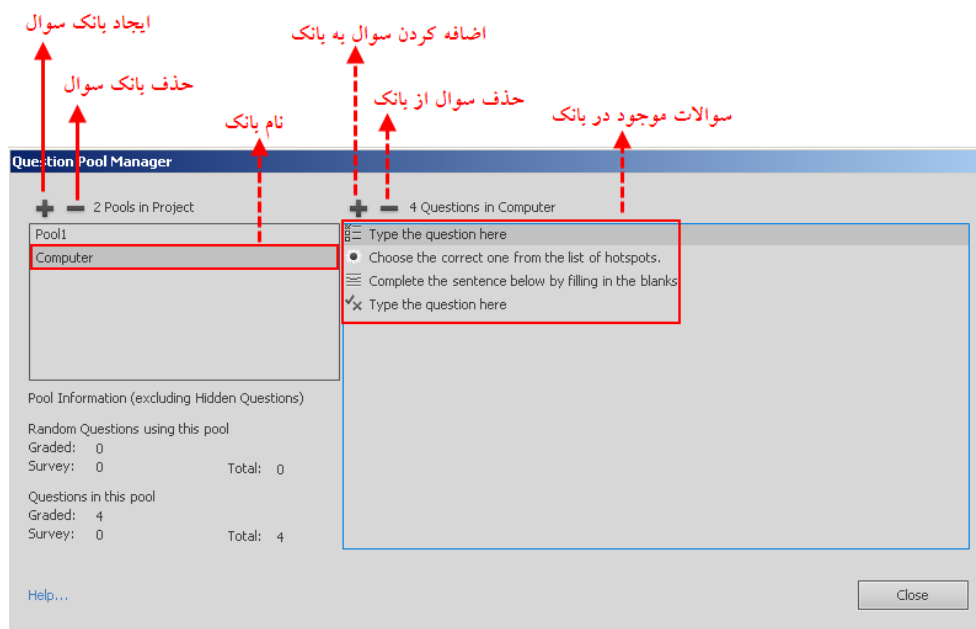 ایجاد بانک سوال
اضافه کردن سوال به بانک
حذف بانک سوال
حذف سوال از بانک
نام بانک
سوالات موجود در بانک
Question Pool Manager
2 Pools in Project
4 Questions in Computer
Pool1
Computer
Type the question here
Choose the correct one from the list of hotspots.
Complete the sentence below by filling in the blanks
Type the question here
Pool Information (excluding Hidden Questions)
Random Questions using this pool
Graded: 0
Survey: 0 Total: 0
Questions in this pool
Graded: 4
Survey: 0 Total: 4
Help...
Close